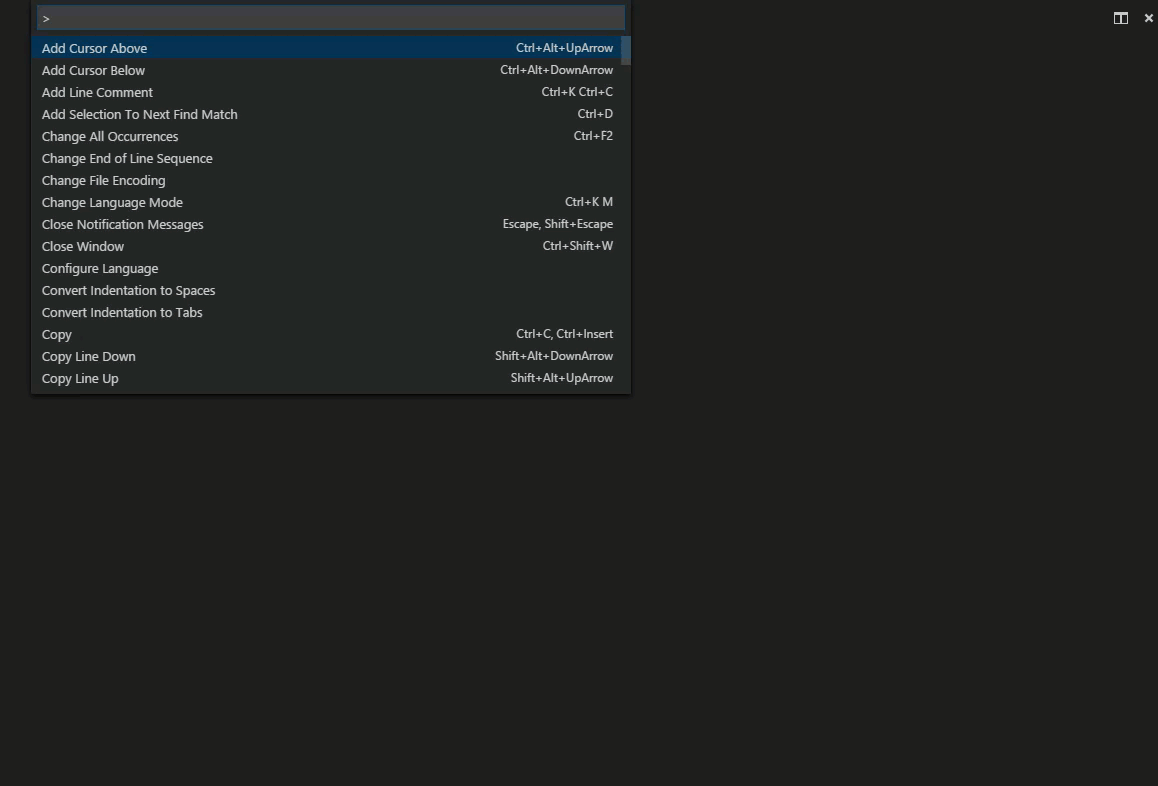 >
Add Cursor Above Ctrl+Alt+UpArrow
Add Cursor Below Ctrl+Alt+DownArrow
Add Line Comment Ctrl+K Ctrl+C
Add Selection To Next Find Match Ctrl+D
Change All Occurrences Ctrl+F2
Change End of Line Sequence
Change File Encoding
Change Language Mode Ctrl+K M
Close Notification Messages Escape, Shift+Escape
Close Window Ctrl+Shift+W
Configure Language
Convert Indentation to Spaces
Convert Indentation to Tabs
Copy Ctrl+C, Ctrl+Insert
Copy Line Down Shift+Alt+DownArrow
Copy Line Up Shift+Alt+UpArrow